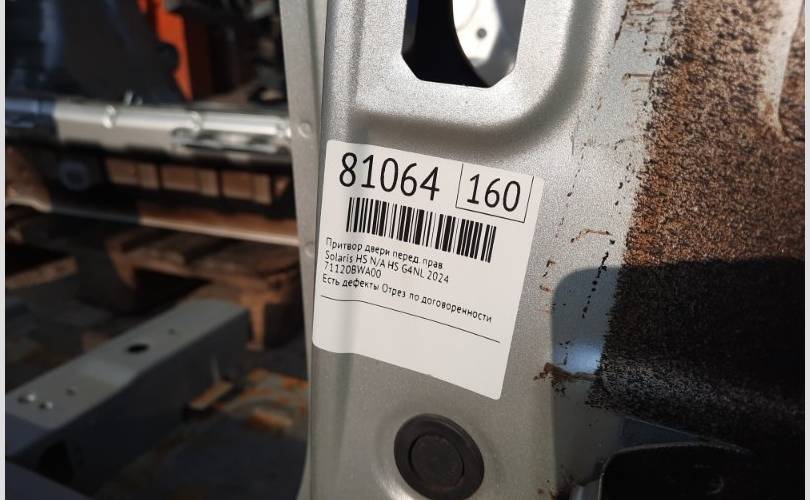 81064 160
Притвор двери перед. прав.
Solaris HS N/A HS G4NL 2024
71120BWA00
Есть дефекты Отрез по договоренности